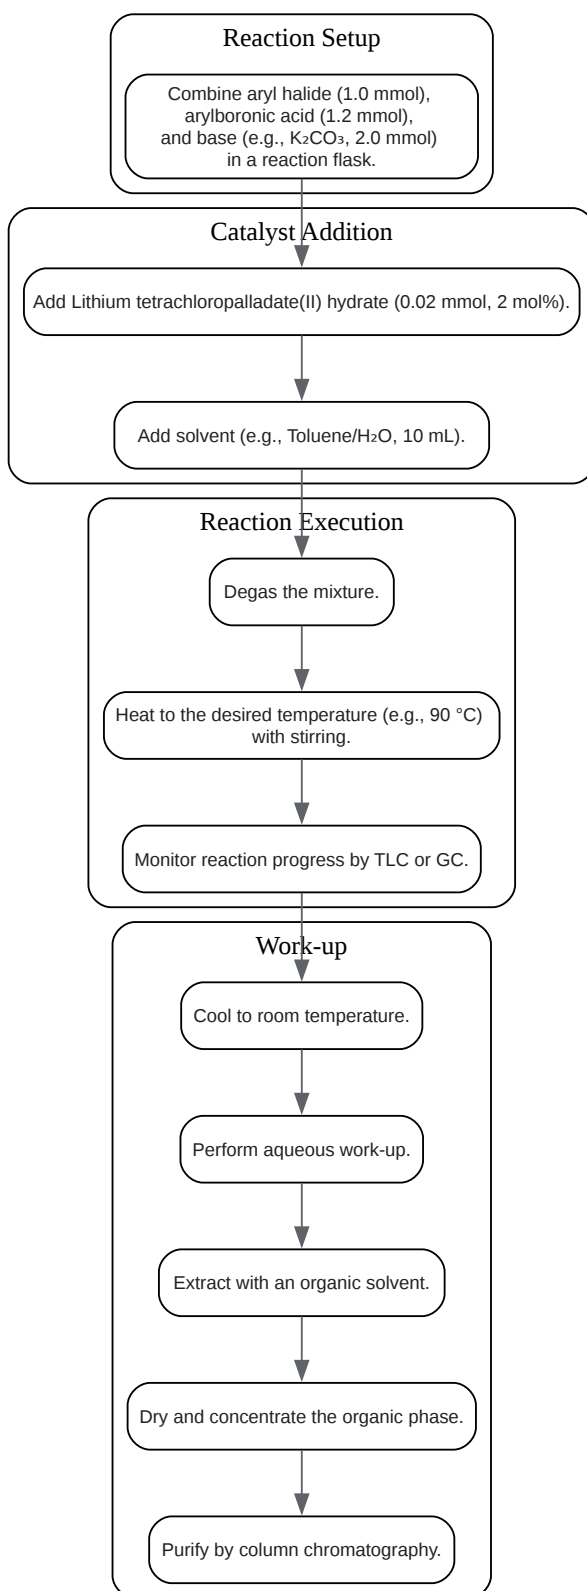 Reaction Setup
Combine aryl halide (1.0 mmol),
arylboronic acid (1.2 mmol),
and base (e.g., K₂CO₃, 2.0 mmol)
in a reaction flask.
Catalyst Addition
Add Lithium tetrachloropalladate(II) hydrate (0.02 mmol, 2 mol%).
Add solvent (e.g., Toluene/H₂O, 10 mL).
Reaction Execution
Degas the mixture.
Heat to the desired temperature (e.g., 90 °C)
with stirring.
Monitor reaction progress by TLC or GC.
Work-up
Cool to room temperature.
Perform aqueous work-up.
Extract with an organic solvent.
Dry and concentrate the organic phase.
Purify by column chromatography.